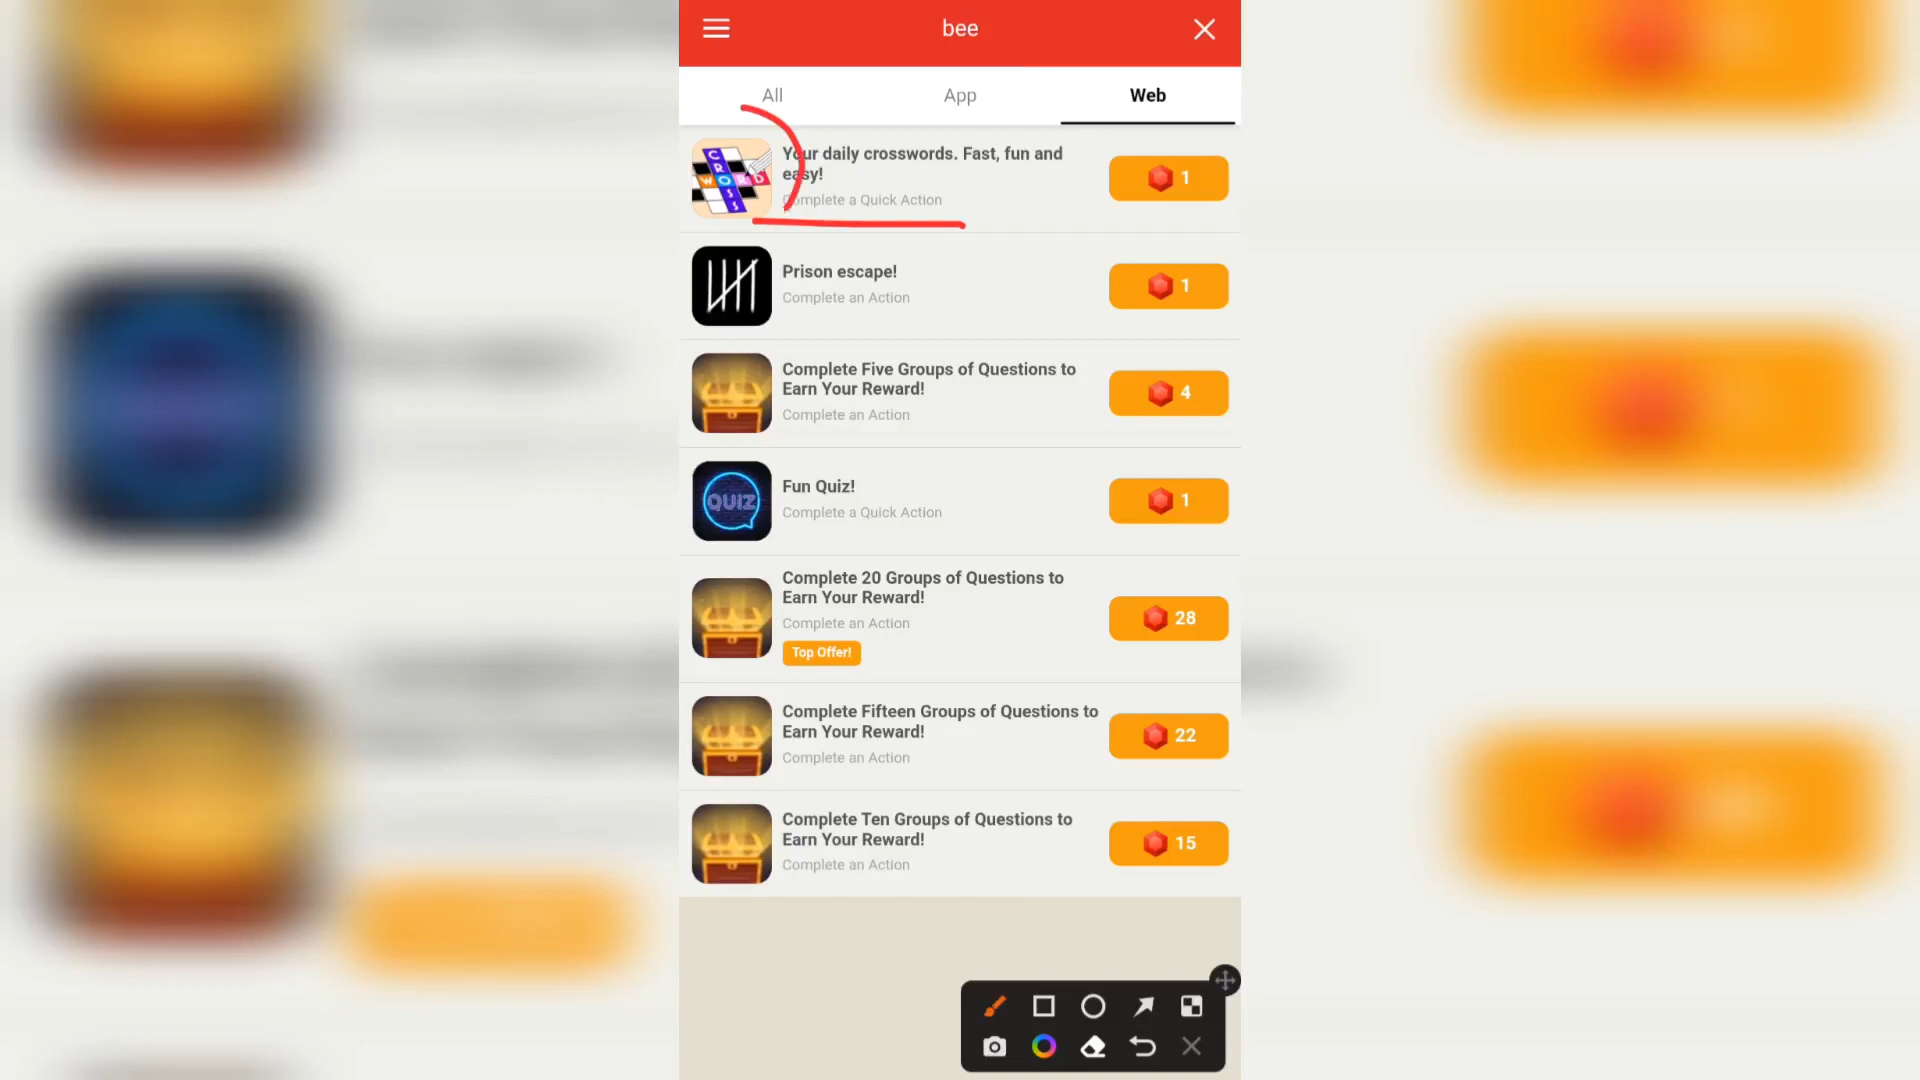 bee
All
App
Web
CROSS
WORD
Your daily crosswords. Fast, fun and
easy!
Complete a Quick Action
1
Prison escape!
Complete an Action
1
Complete Five Groups of Questions to
Earn Your Reward!
Complete an Action
4
QUIZ
Fun Quiz!
Complete a Quick Action
1
Complete 20 Groups of Questions to
Earn Your Reward!
Complete an Action
Top Offer!
28
Complete Fifteen Groups of Questions to
Earn Your Reward!
Complete an Action
22
Complete Ten Groups of Questions to
Earn Your Reward!
Complete an Action
15